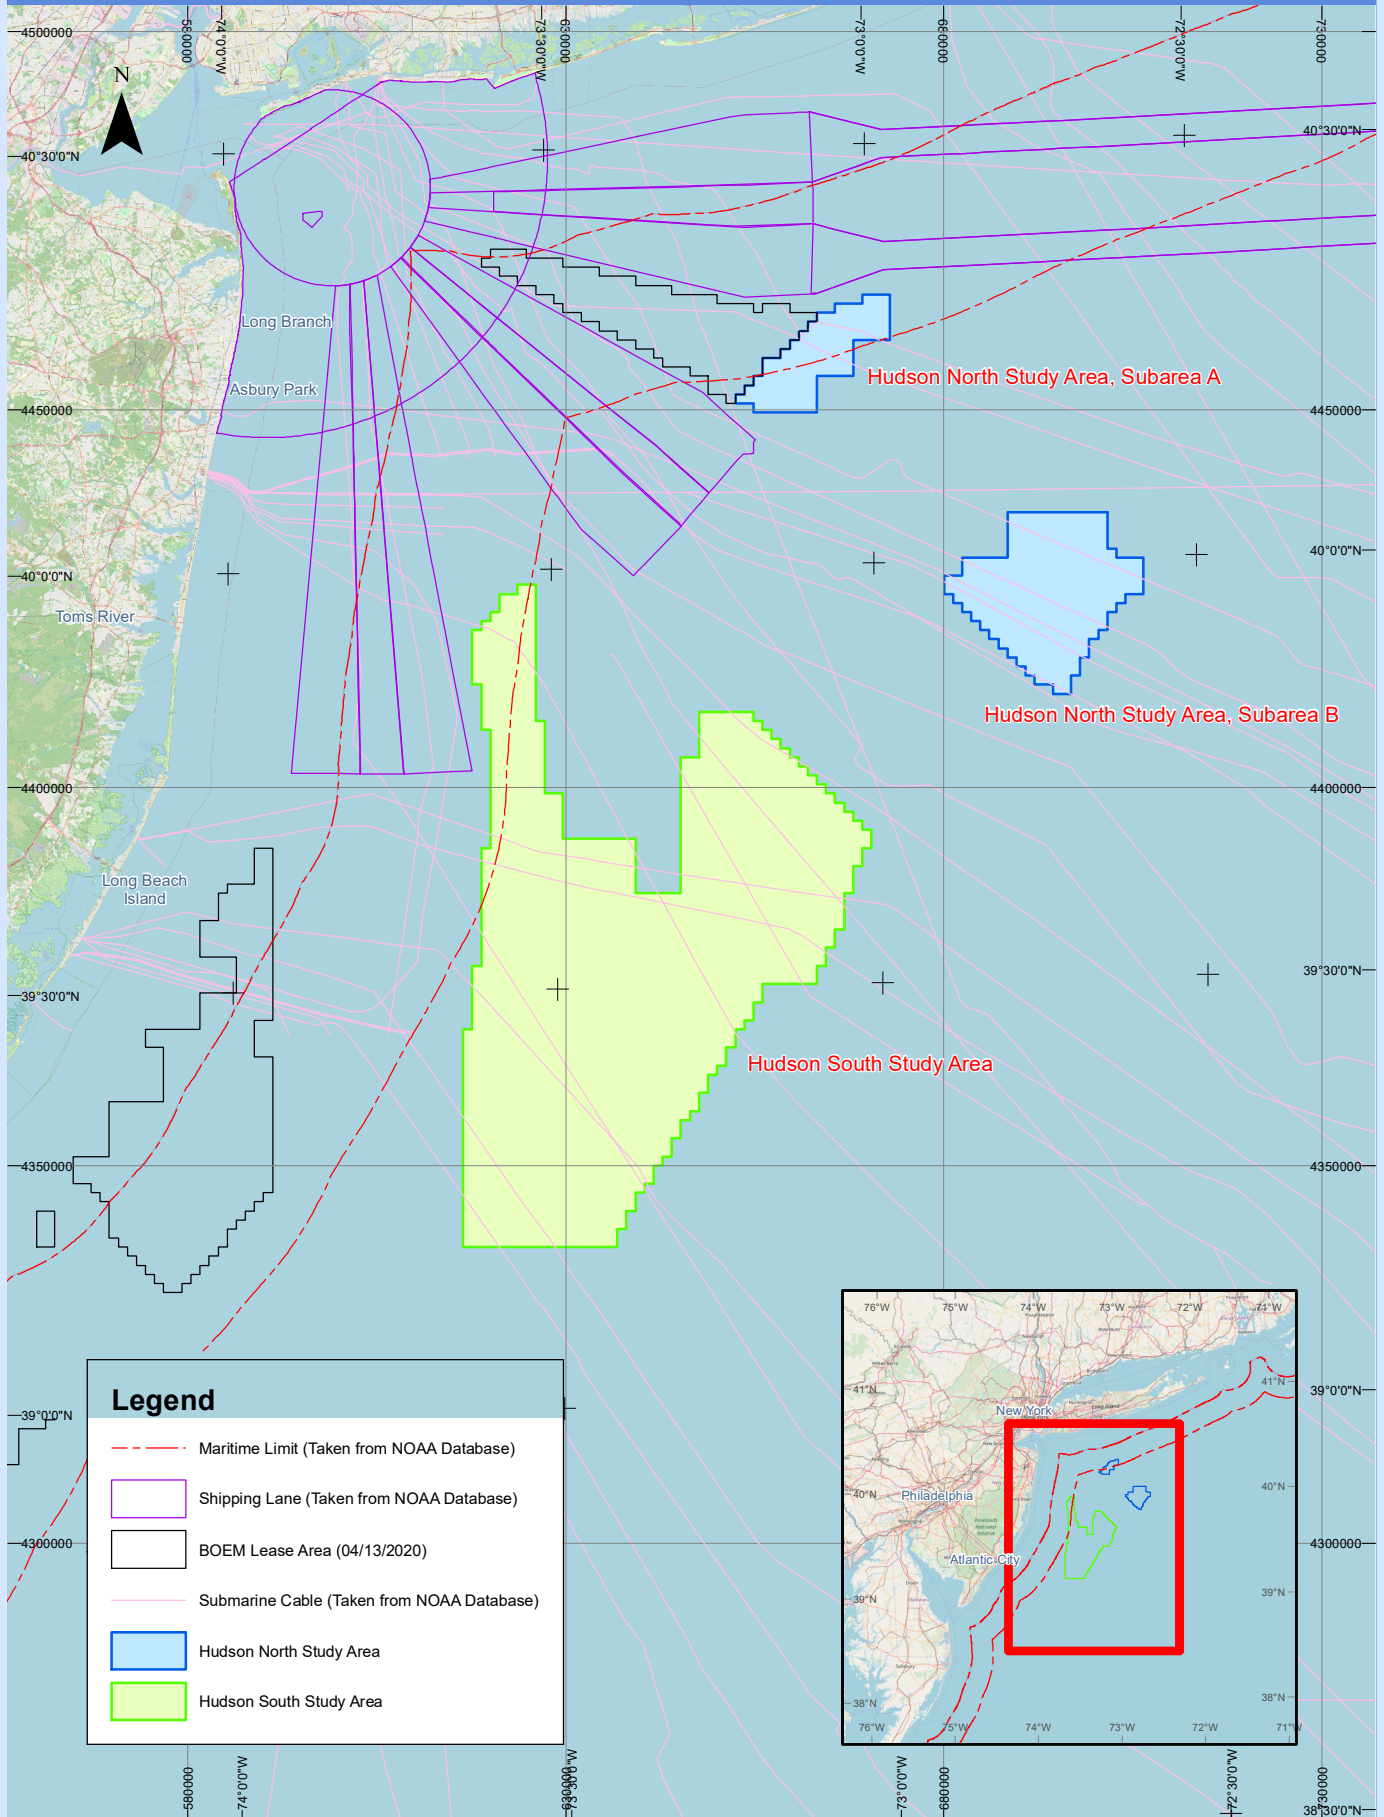 580000
74°0'0"W
73°30'0"W
630000
73°0'0"W
680000
72°30'0"W
730000
4500000
N
40°30'0"N
40°30'0"N
Long Branch
Asbury Park
Hudson North Study Area, Subarea A
4450000
4450000
40°0'0"N
40°0'0"N
Toms River
Hudson North Study Area, Subarea B
4400000
4400000
Long Beach
Island
39°30'0"N
39°30'0"N
Hudson South Study Area
4350000
4350000
39°0'0"N
39°0'0"N
4300000
4300000
Legend
Maritime Limit (Taken from NOAA Database)
Shipping Lane (Taken from NOAA Database)
BOEM Lease Area (04/13/2020)
Submarine Cable (Taken from NOAA Database)
Hudson North Study Area
Hudson South Study Area
76°W
75°W
74°W
73°W
72°W
71°W
41°N
41°N
New York
40°N
40°N
Philadelphia
Atlantic City
39°N
39°N
38°N
38°N
76°W
75°W
74°W
73°W
72°W
71°W
580000
74°0'0"W
630000
73°30'0"W
73°0'0"W
680000
72°30'0"W
730000
38°30'0"N